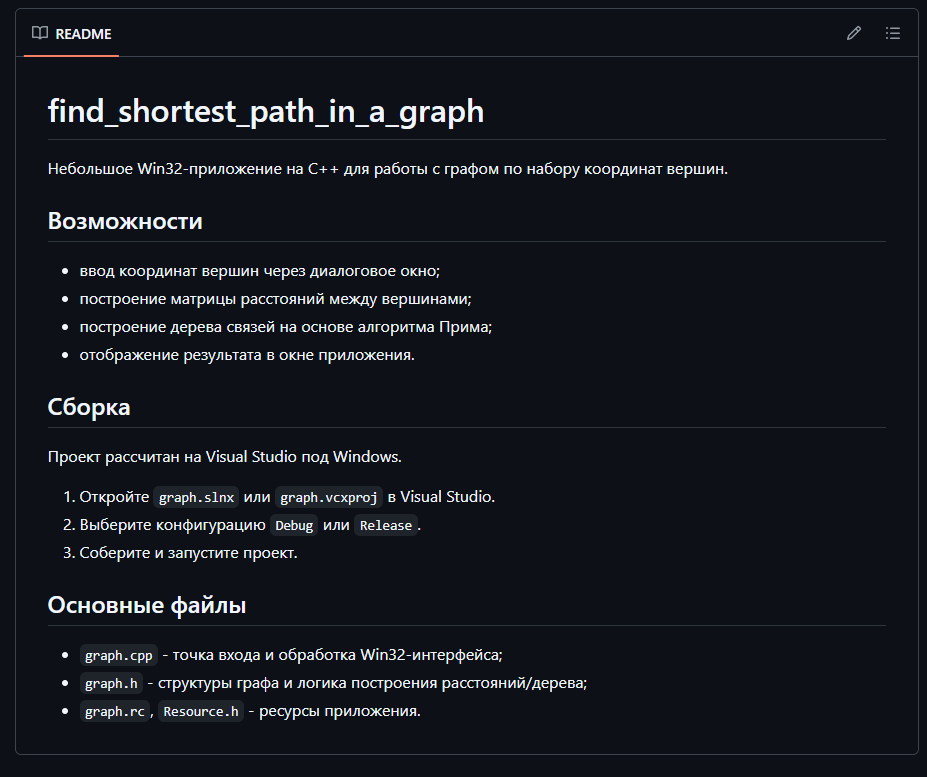 README
find_shortest_path_in_a_graph
Небольшое Win32-приложение на C++ для работы с графом по набору координат вершин.
Возможности
• ввод координат вершин через диалоговое окно;
• построение матрицы расстояний между вершинами;
• построение дерева связей на основе алгоритма Прима;
• отображение результата в окне приложения.
Сборка
Проект рассчитан на Visual Studio под Windows.
1. Откройте graph.slnx или graph.vcxproj в Visual Studio.
2. Выберите конфигурацию Debug или Release.
3. Соберите и запустите проект.
Основные файлы
• graph.cpp - точка входа и обработка Win32-интерфейса;
• graph.h - структуры графа и логика построения расстояний/дерева;
• graph.rc, Resource.h - ресурсы приложения.